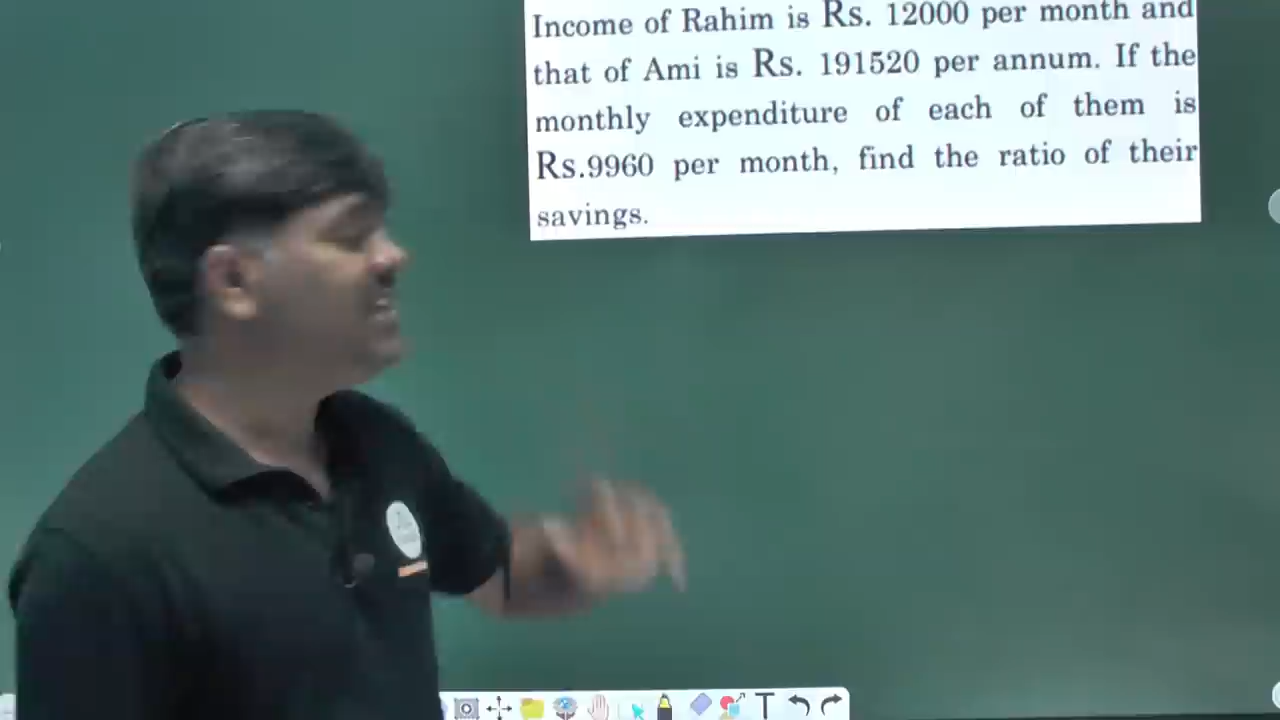 Income of Rahim is Rs. 12000 per month and
that of Ami is Rs. 191520 per annum. If the
monthly expenditure of each of them is
Rs.9960 per month, find the ratio of their
savings.
T